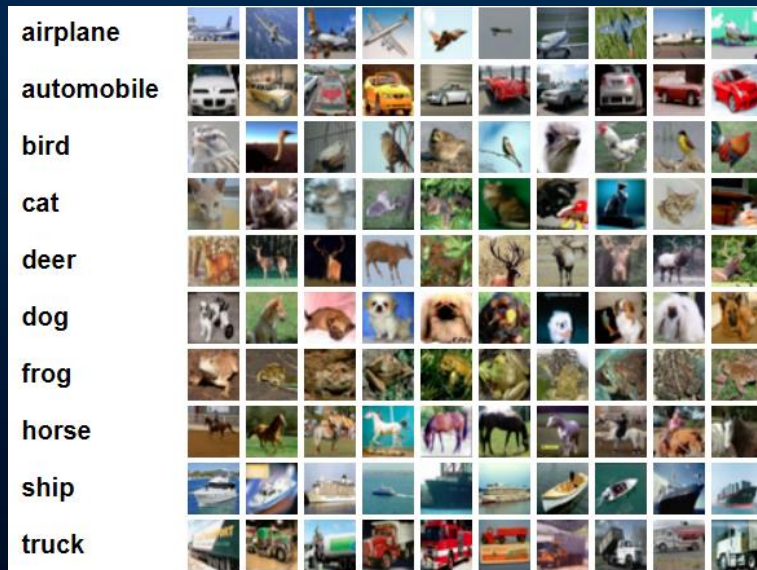 airplane
automobile
bird
cat
deer
dog
frog
horse
ship
truck